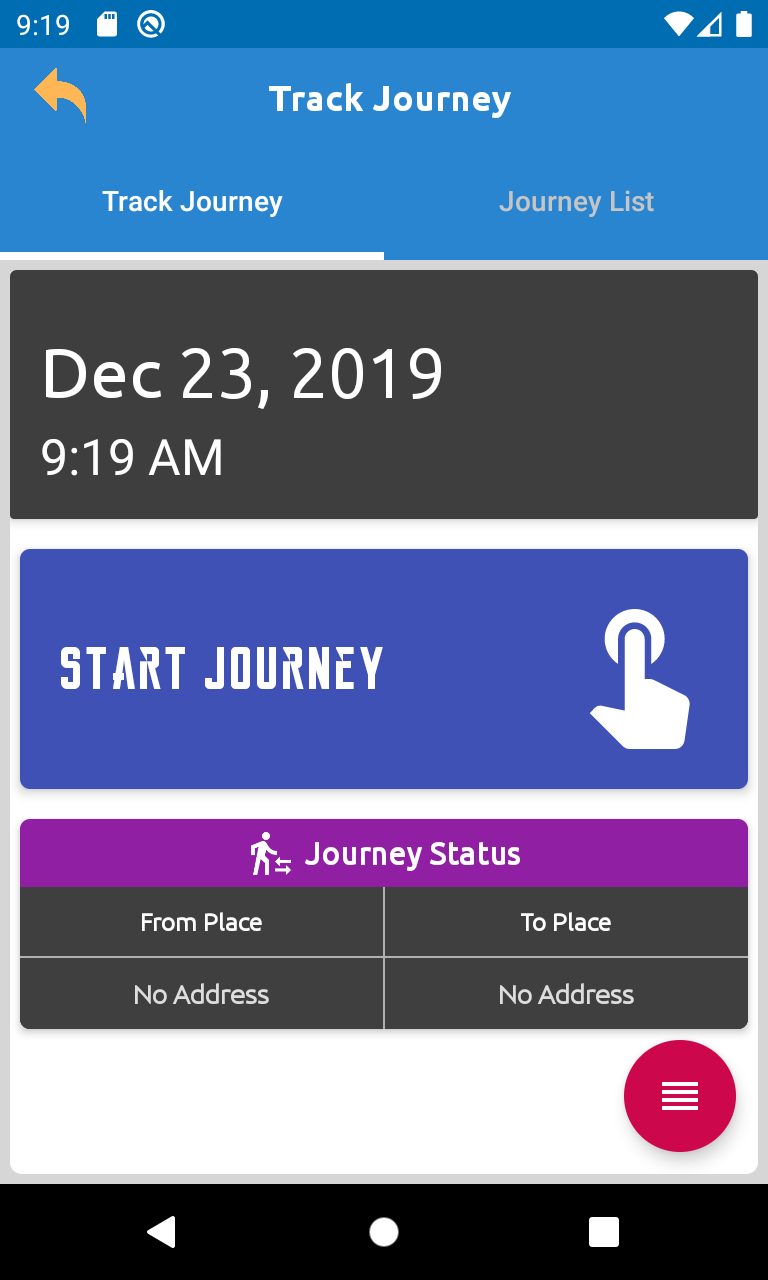 9:19
Track Journey
Track Journey
Journey List
Dec 23, 2019
9:19 AM
START JOURNEY
Journey Status
From Place
To Place
No Address
No Address